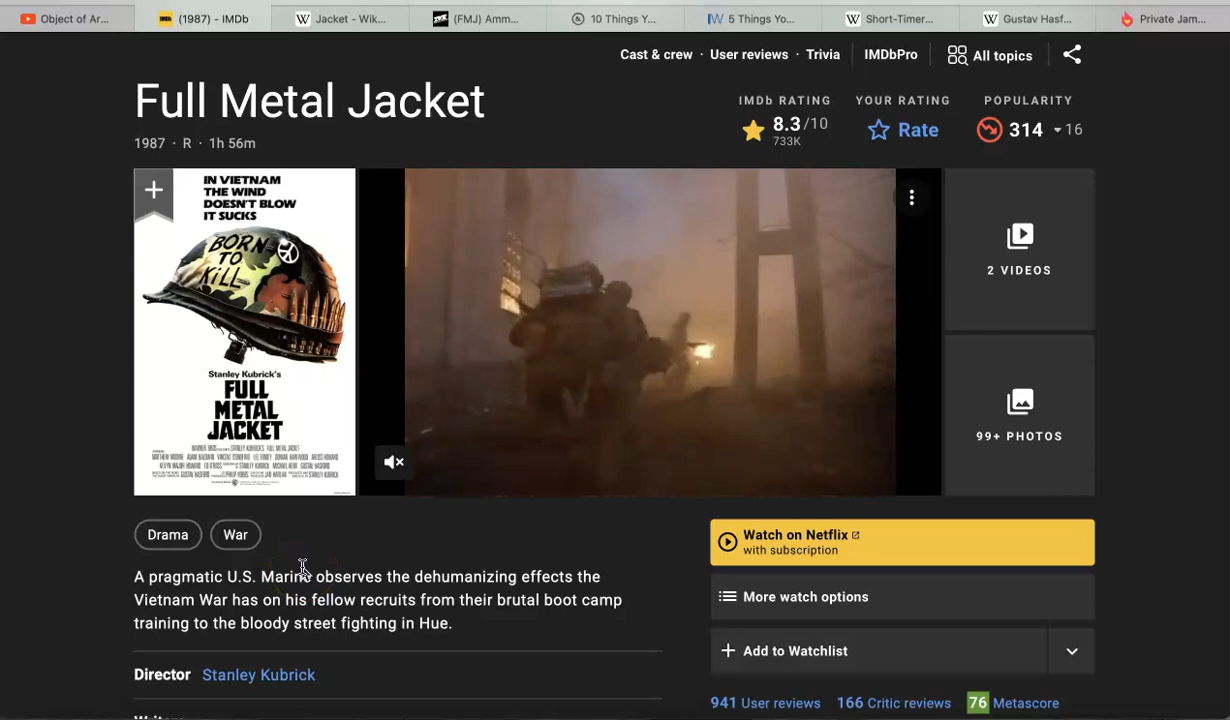 Object of Ar...
(1987) - IMDb
Jacket - Wik...
(FMJ) Amm...
10 Things Y...
5 Things Yo...
Short-Timer...
Gustav Hasf...
Private Jam...
Cast & crew · User reviews · Trivia
IMDbPro
All topics
Full Metal Jacket
1987 · R · 1h 56m
IMDb RATING
8.3/10
733K
YOUR RATING
Rate
POPULARITY
314
16
IN VIETNAM
THE WIND
DOESN'T BLOW
IT SUCKS
BORN
TO
KILL
Stanley Kubrick's
FULL
METAL
JACKET
2 VIDEOS
99+ PHOTOS
Drama
War
A pragmatic U.S. Marine observes the dehumanizing effects the
Vietnam War has on his fellow recruits from their brutal boot camp
training to the bloody street fighting in Hue.
Director Stanley Kubrick
Watch on Netflix
with subscription
More watch options
Add to Watchlist
941 User reviews
166 Critic reviews
76 Metascore